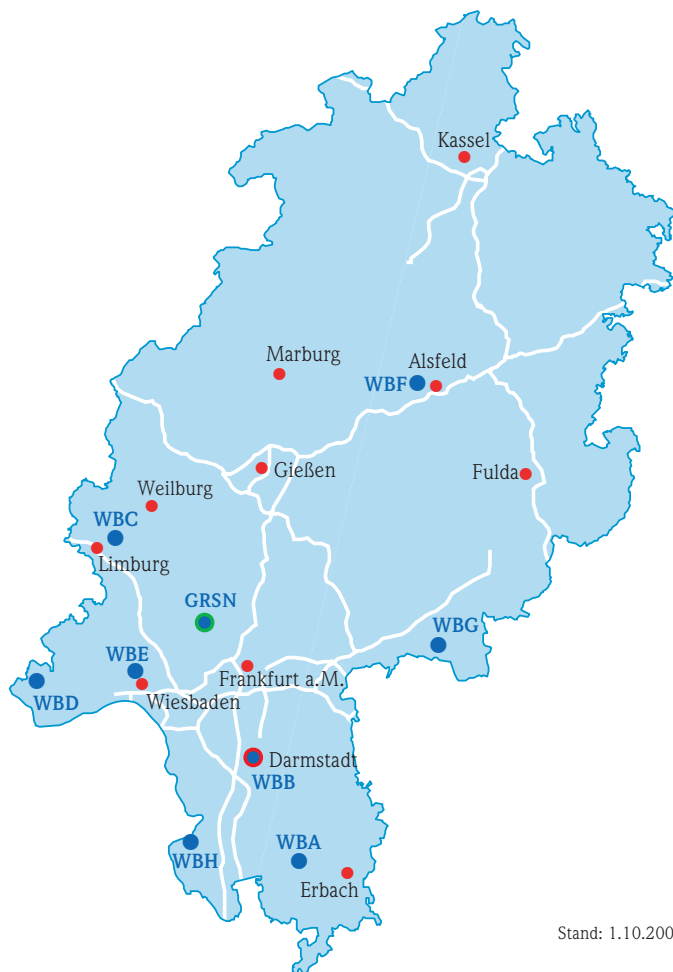 Kassel
Marburg
Alsfeld
WBF
Gießen
Fulda
Weilburg
WBC
Limburg
GRSN
WBG
WBE
Frankfurt a.M.
WBD
Wiesbaden
Darmstadt
WBB
WBH
WBA
Erbach
Stand: 1.10.200